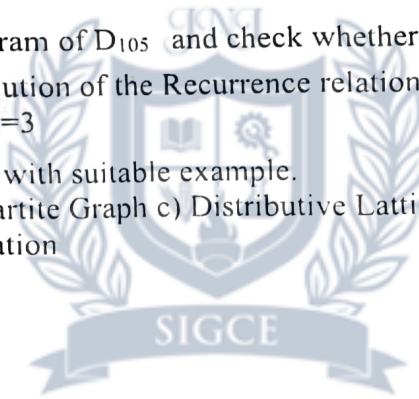 ram of D₁₀₅ and check whether
ution of the Recurrence relation
=3
with suitable example.
artite Graph c) Distributive Latti
ation
SIGCE